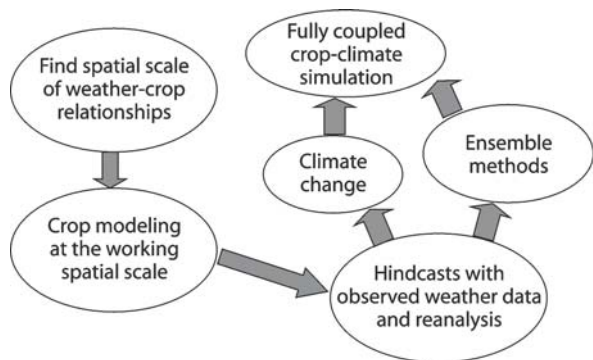 Find spatial scale
of weather-crop
relationships
Crop modeling
at the working
spatial scale
Fully coupled
crop-climate
simulation
Climate
change
Ensemble
methods
Hindcasts with
observed weather data
and reanalysis